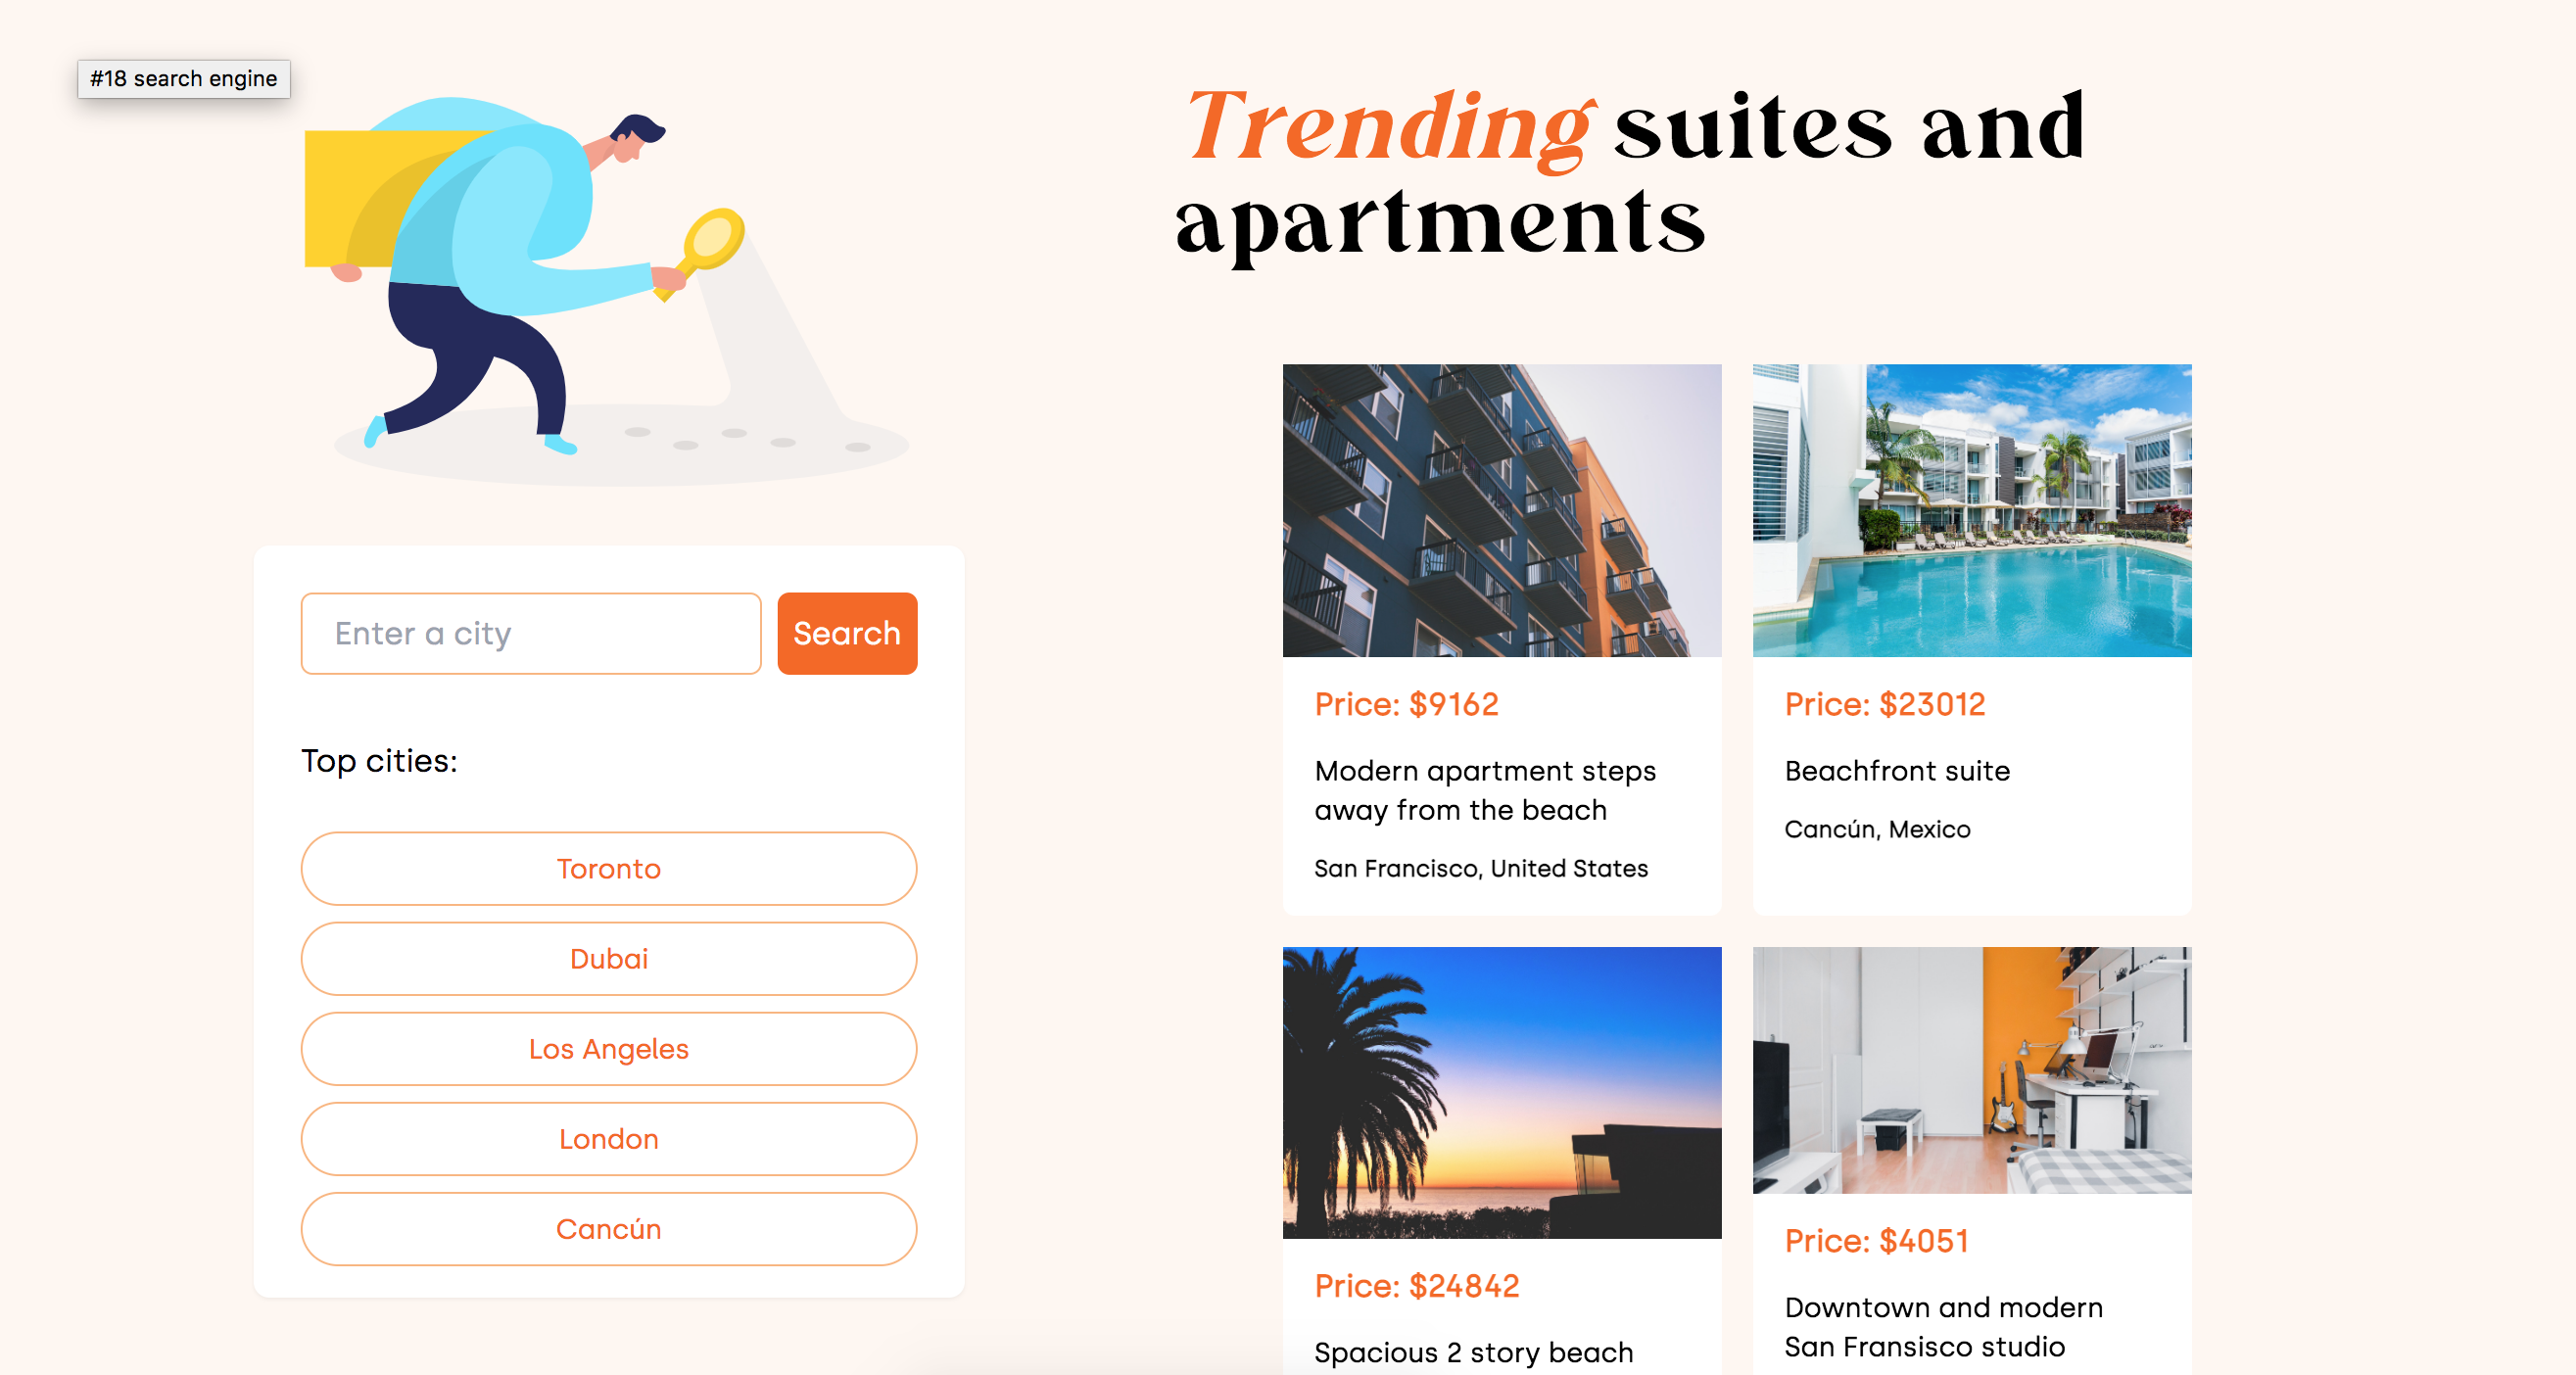 #18 search engine
Trending suites and
apartments
Enter a city
Search
Top cities:
Toronto
Dubai
Los Angeles
London
Cancún
Price: $9162
Modern apartment steps
away from the beach
San Francisco, United States
Price: $23012
Beachfront suite
Cancún, Mexico
Price: $24842
Spacious 2 story beach
Price: $4051
Downtown and modern
San Fransisco studio